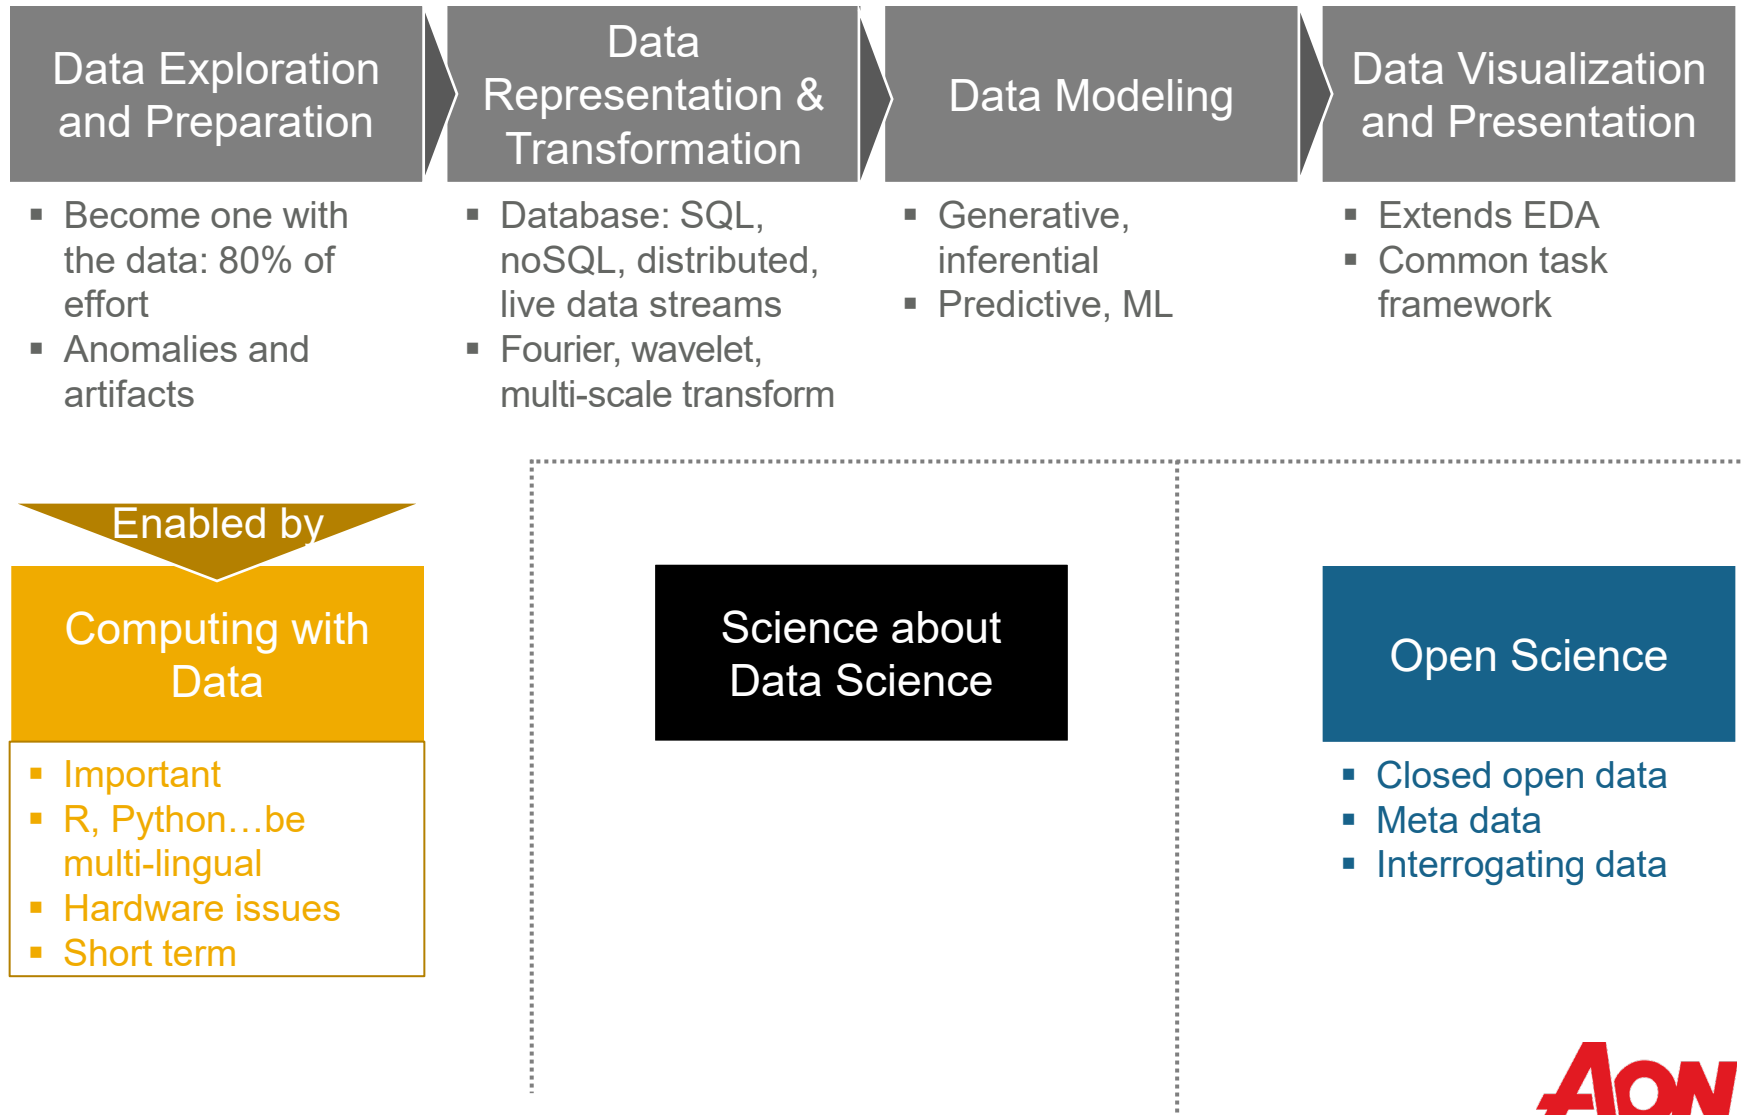 Data Exploration
and Preparation
Data
Representation &
Transformation
Data Modeling
Data Visualization
and Presentation
▪ Become one with
the data: 80% of
effort
▪ Anomalies and
artifacts
▪ Database: SQL,
noSQL, distributed,
live data streams
▪ Fourier, wavelet,
multi-scale transform
▪ Generative,
inferential
▪ Predictive, ML
▪ Extends EDA
▪ Common task
framework
Enabled by
Computing with
Data
▪ Important
▪ R, Python…be
multi-lingual
▪ Hardware issues
▪ Short term
Science about
Data Science
Open Science
▪ Closed open data
▪ Meta data
▪ Interrogating data
AON